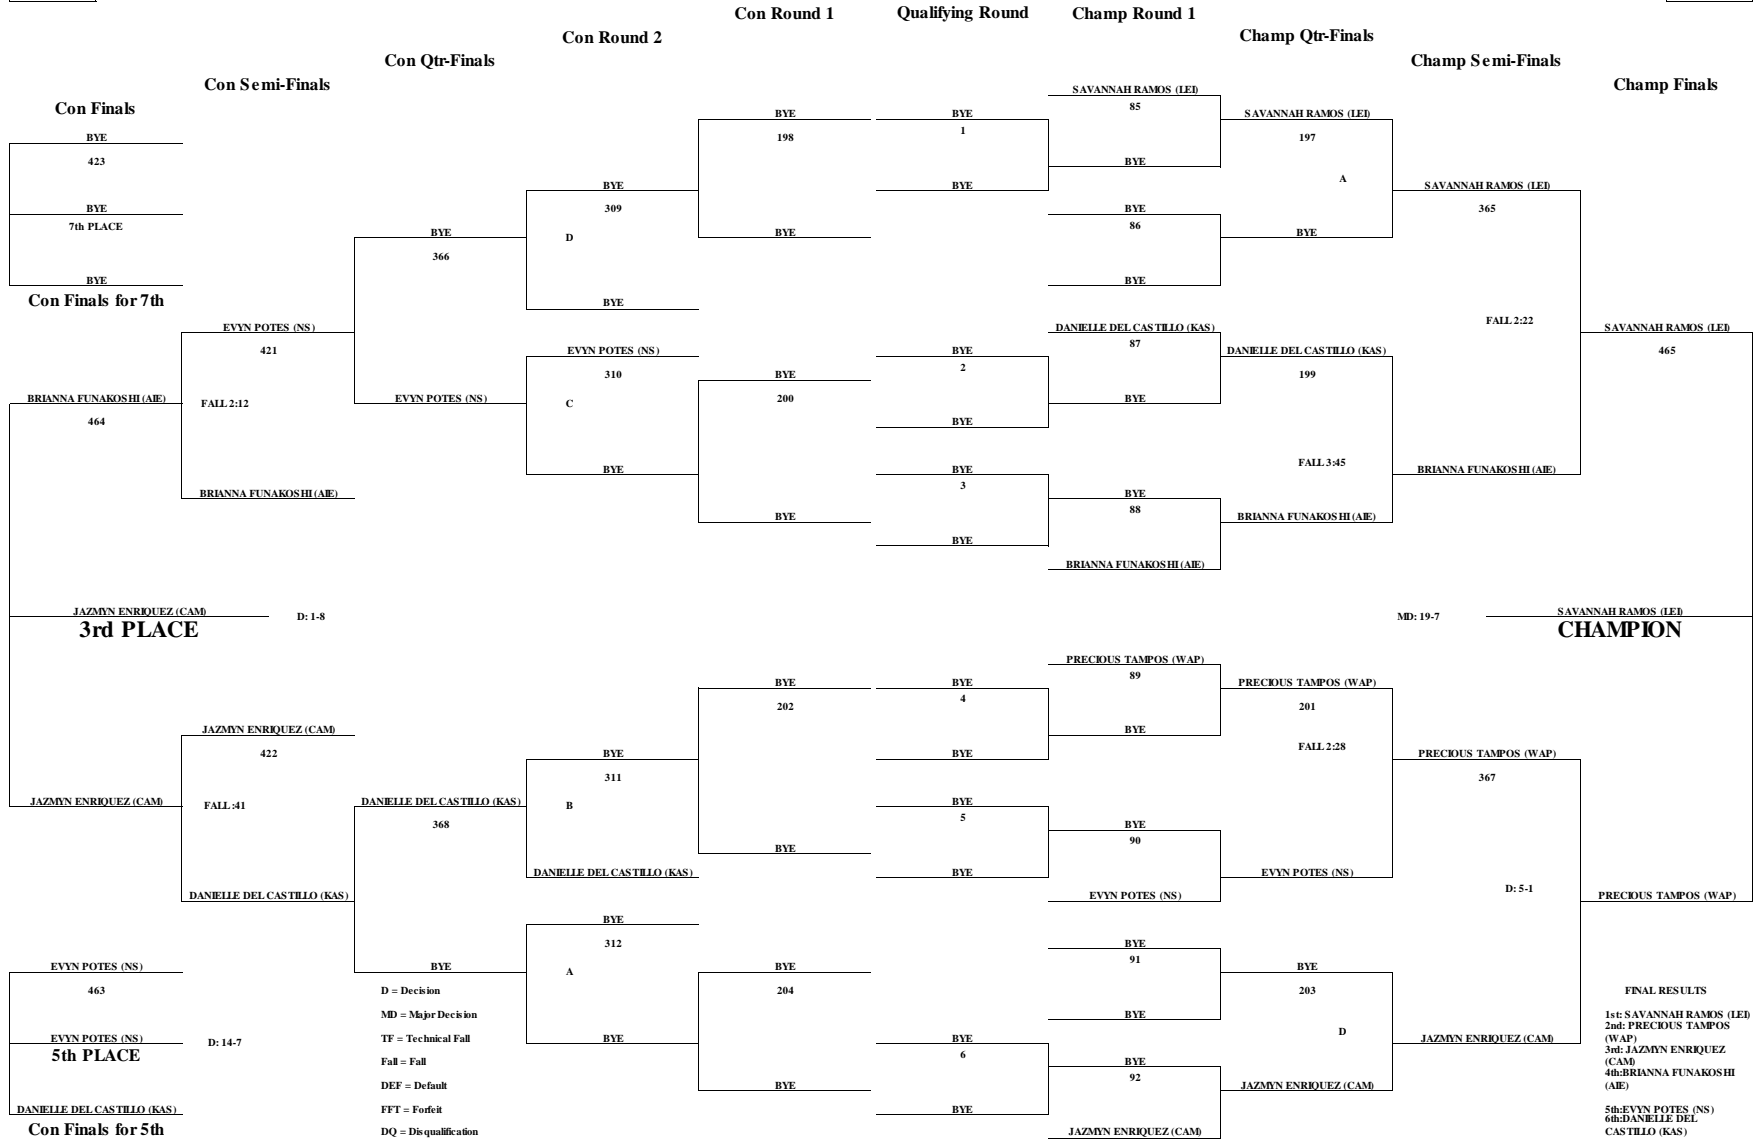 Con Round 1
Qualifying Round
Champ Round 1
Con Round 2
Champ Qtr-Finals
Con Qtr-Finals
Champ Semi-Finals
Con Semi-Finals
Champ Finals
Con Finals
SAVANNAH RAMOS (LEI)
85
BYE
BYE
SAVANNAH RAMOS (LEI)
198
1
197
BYE
423
BYE
A
BYE
BYE
SAVANNAH RAMOS (LEI)
309
365
BYE
BYE
7th PLACE
86
BYE
D
BYE
BYE
366
BYE
BYE
Con Finals for 7th
BYE
FALL 2:22
EVYN POTES (NS)
DANIELLE DEL CASTILLO (KAS)
SAVANNAH RAMOS (LEI)
421
87
465
EVYN POTES (NS)
BYE
DANIELLE DEL CASTILLO (KAS)
310
2
199
BYE
200
BRIANNA FUNAKOSHI (AIE)
FALL 2:12
EVYN POTES (NS)
C
BYE
464
BYE
FALL 3:45
BYE
BYE
BRIANNA FUNAKOSHI (AIE)
3
BRIANNA FUNAKOSHI (AIE)
BYE
88
BYE
BRIANNA FUNAKOSHI (AIE)
BYE
BRIANNA FUNAKOSHI (AIE)
JAZMYN ENRIQUEZ (CAM)
D: 1-8
MD: 19-7
SAVANNAH RAMOS (LEI)
3rd PLACE
CHAMPION
PRECIOUS TAMPOS (WAP)
89
BYE
BYE
PRECIOUS TAMPOS (WAP)
202
4
201
JAZMYN ENRIQUEZ (CAM)
BYE
422
FALL 2:28
BYE
BYE
PRECIOUS TAMPOS (WAP)
311
367
JAZMYN ENRIQUEZ (CAM)
FALL :41
DANIELLE DEL CASTILLO (KAS)
B
BYE
368
5
BYE
90
BYE
DANIELLE DEL CASTILLO (KAS)
BYE
EVYN POTES (NS)
DANIELLE DEL CASTILLO (KAS)
EVYN POTES (NS)
D: 5-1
PRECIOUS TAMPOS (WAP)
BYE
312
BYE
91
EVYN POTES (NS)
BYE
A
BYE
BYE
463
D = Decision
204
203
FINAL RESULTS
MD = Major Decision
BYE
1st: SAVANNAH RAMOS (LEI)
2nd: PRECIOUS TAMPOS
(WAP)
D
EVYN POTES (NS)
D: 14-7
TF = Technical Fall
BYE
BYE
JAZMYN ENRIQUEZ (CAM)
5th PLACE
6
3rd: JAZMYN ENRIQUEZ
(CAM)
Fall = Fall
BYE
92
4th:BRIANNA FUNAKOSHI
(AIE)
DEF = Default
BYE
JAZMYN ENRIQUEZ (CAM)
DANIELLE DEL CASTILLO (KAS)
FFT = Forfeit
BYE
5th:EVYN POTES (NS)
6th:DANIELLE DEL
CASTILLO (KAS)
Con Finals for 5th
DQ = Disqualification
JAZMYN ENRIQUEZ (CAM)